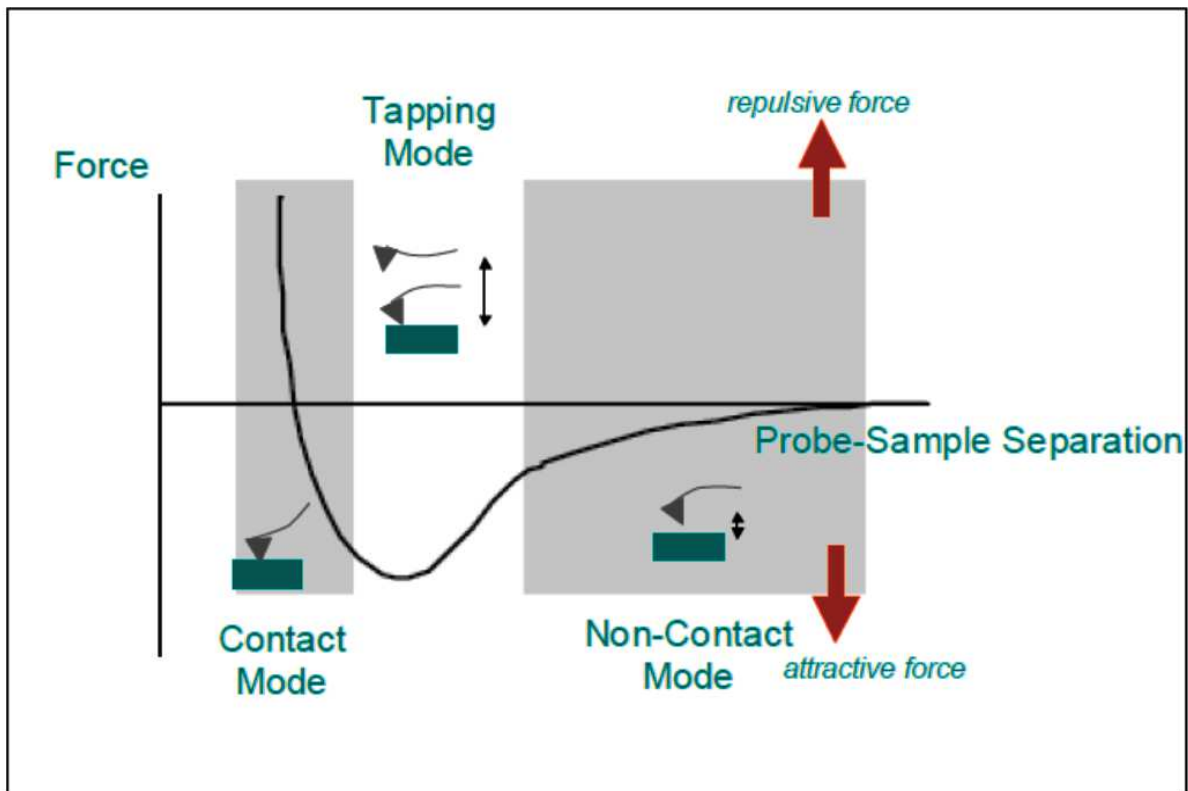 Tapping
Mode
repulsive force
Force
Probe-Sample Separation
Contact
Mode
Non-Contact
Mode
attractive force